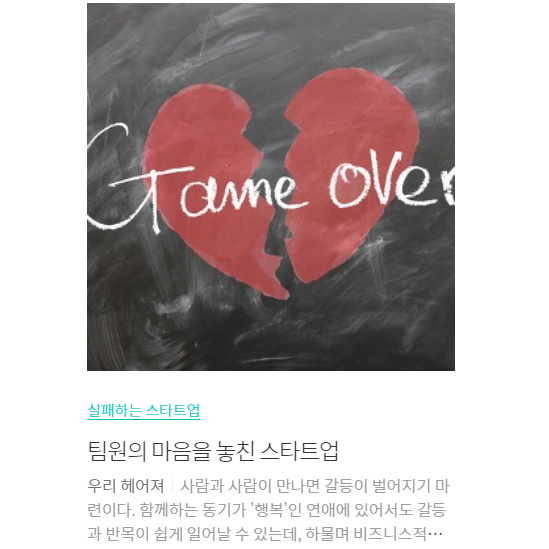 Game over
실패하는 스타트업
팀원의 마음을 놓친 스타트업
우리 헤어져 | 사람과 사람이 만나면 갈등이 벌어지기 마
련이다. 함께하는 동기가 '행복'인 연애에 있어서도 갈등
과 반목이 쉽게 일어날 수 있는데, 하물며 비즈니스적…